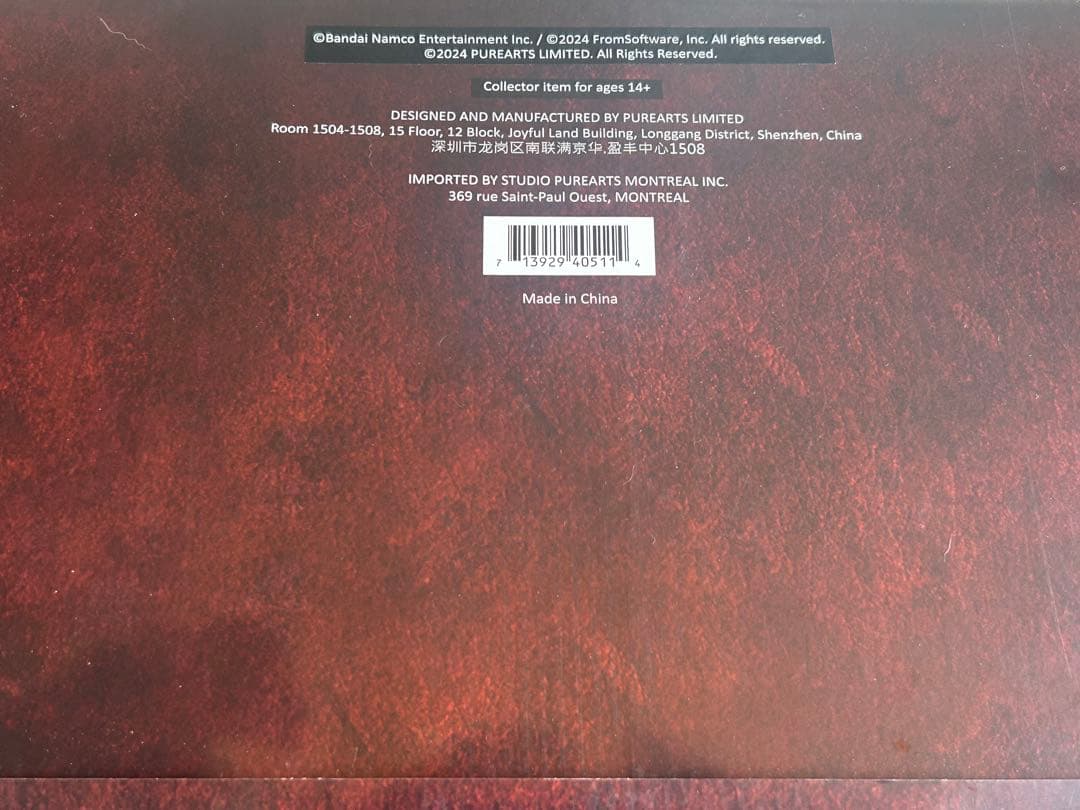 ©Bandai Namco Entertainment Inc. / ©2024 FromSoftware, Inc. All rights reserved.
©2024 PUREARTS LIMITED. All Rights Reserved.
Collector item for ages 14+
DESIGNED AND MANUFACTURED BY PUREARTS LIMITED
Room 1504-1508, 15 Floor, 12 Block, Joyful Land Building, Longgang District, Shenzhen, China
深圳市龙岗区南联满京华.盈丰中心1508
IMPORTED BY STUDIO PUREARTS MONTREAL INC.
369 rue Saint-Paul Ouest, MONTREAL
7 13929 40511 4
Made in China